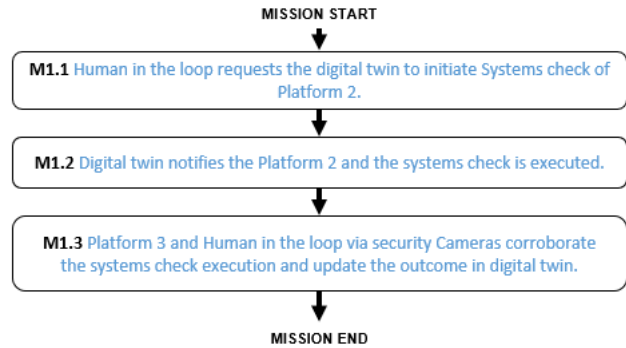 MISSION START
M1.1 Human in the loop requests the digital twin to initiate Systems check of
Platform 2.
M1.2 Digital twin notifies the Platform 2 and the systems check is executed.
M1.3 Platform 3 and Human in the loop via security Cameras corroborate
the systems check execution and update the outcome in digital twin.
MISSION END